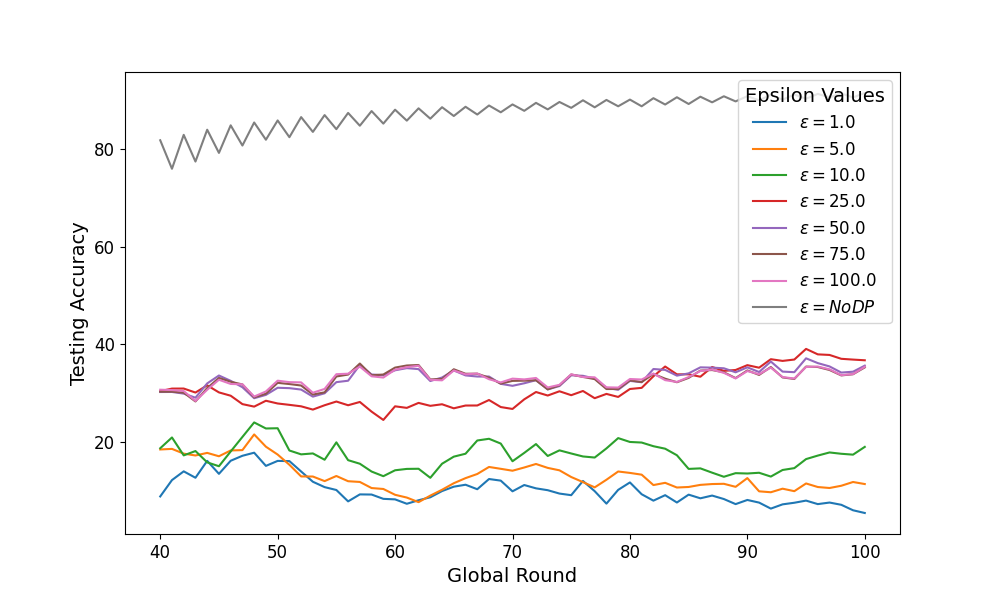 Epsilon Values
ε = 1.0
ε = 5.0
ε = 10.0
ε = 25.0
ε = 50.0
ε = 75.0
ε = 100.0
ε = NoDP
Testing Accuracy
80
60
40
20
40 50 60 70 80 90 100
Global Round